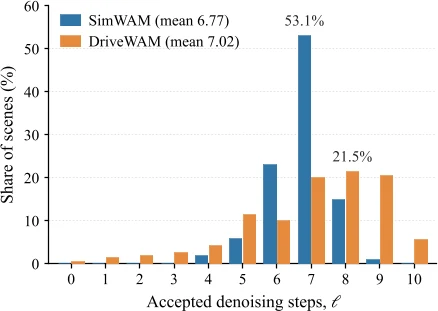 60
50
40
30
20
10
0
Share of scenes (%)
SimWAM (mean 6.77)
DriveWAM (mean 7.02)
53.1%
21.5%
0 1 2 3 4 5 6 7 8 9 10
Accepted denoising steps, ℓ